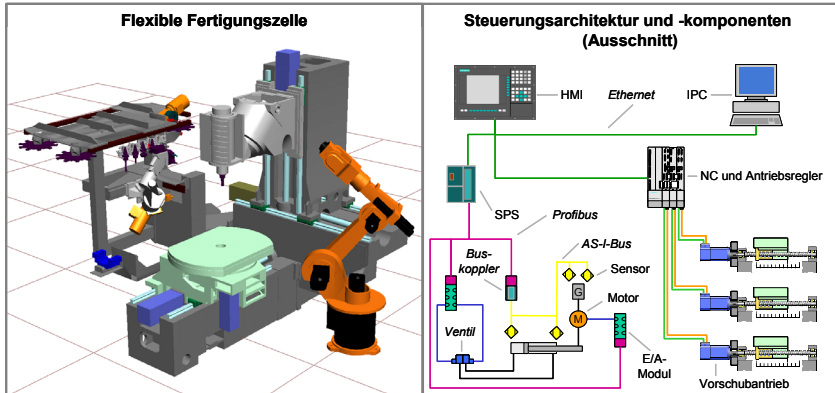 Flexible Fertigungszelle
Steuerungsarchitektur und -komponenten
(Ausschnitt)
HMI
Ethernet
IPC
NC und Antriebsregler
SPS
Profibus
AS-I-Bus
Bus-
koppler
Sensor
G
Motor
M
Ventil
E/A-
Modul
Vorschubantrieb